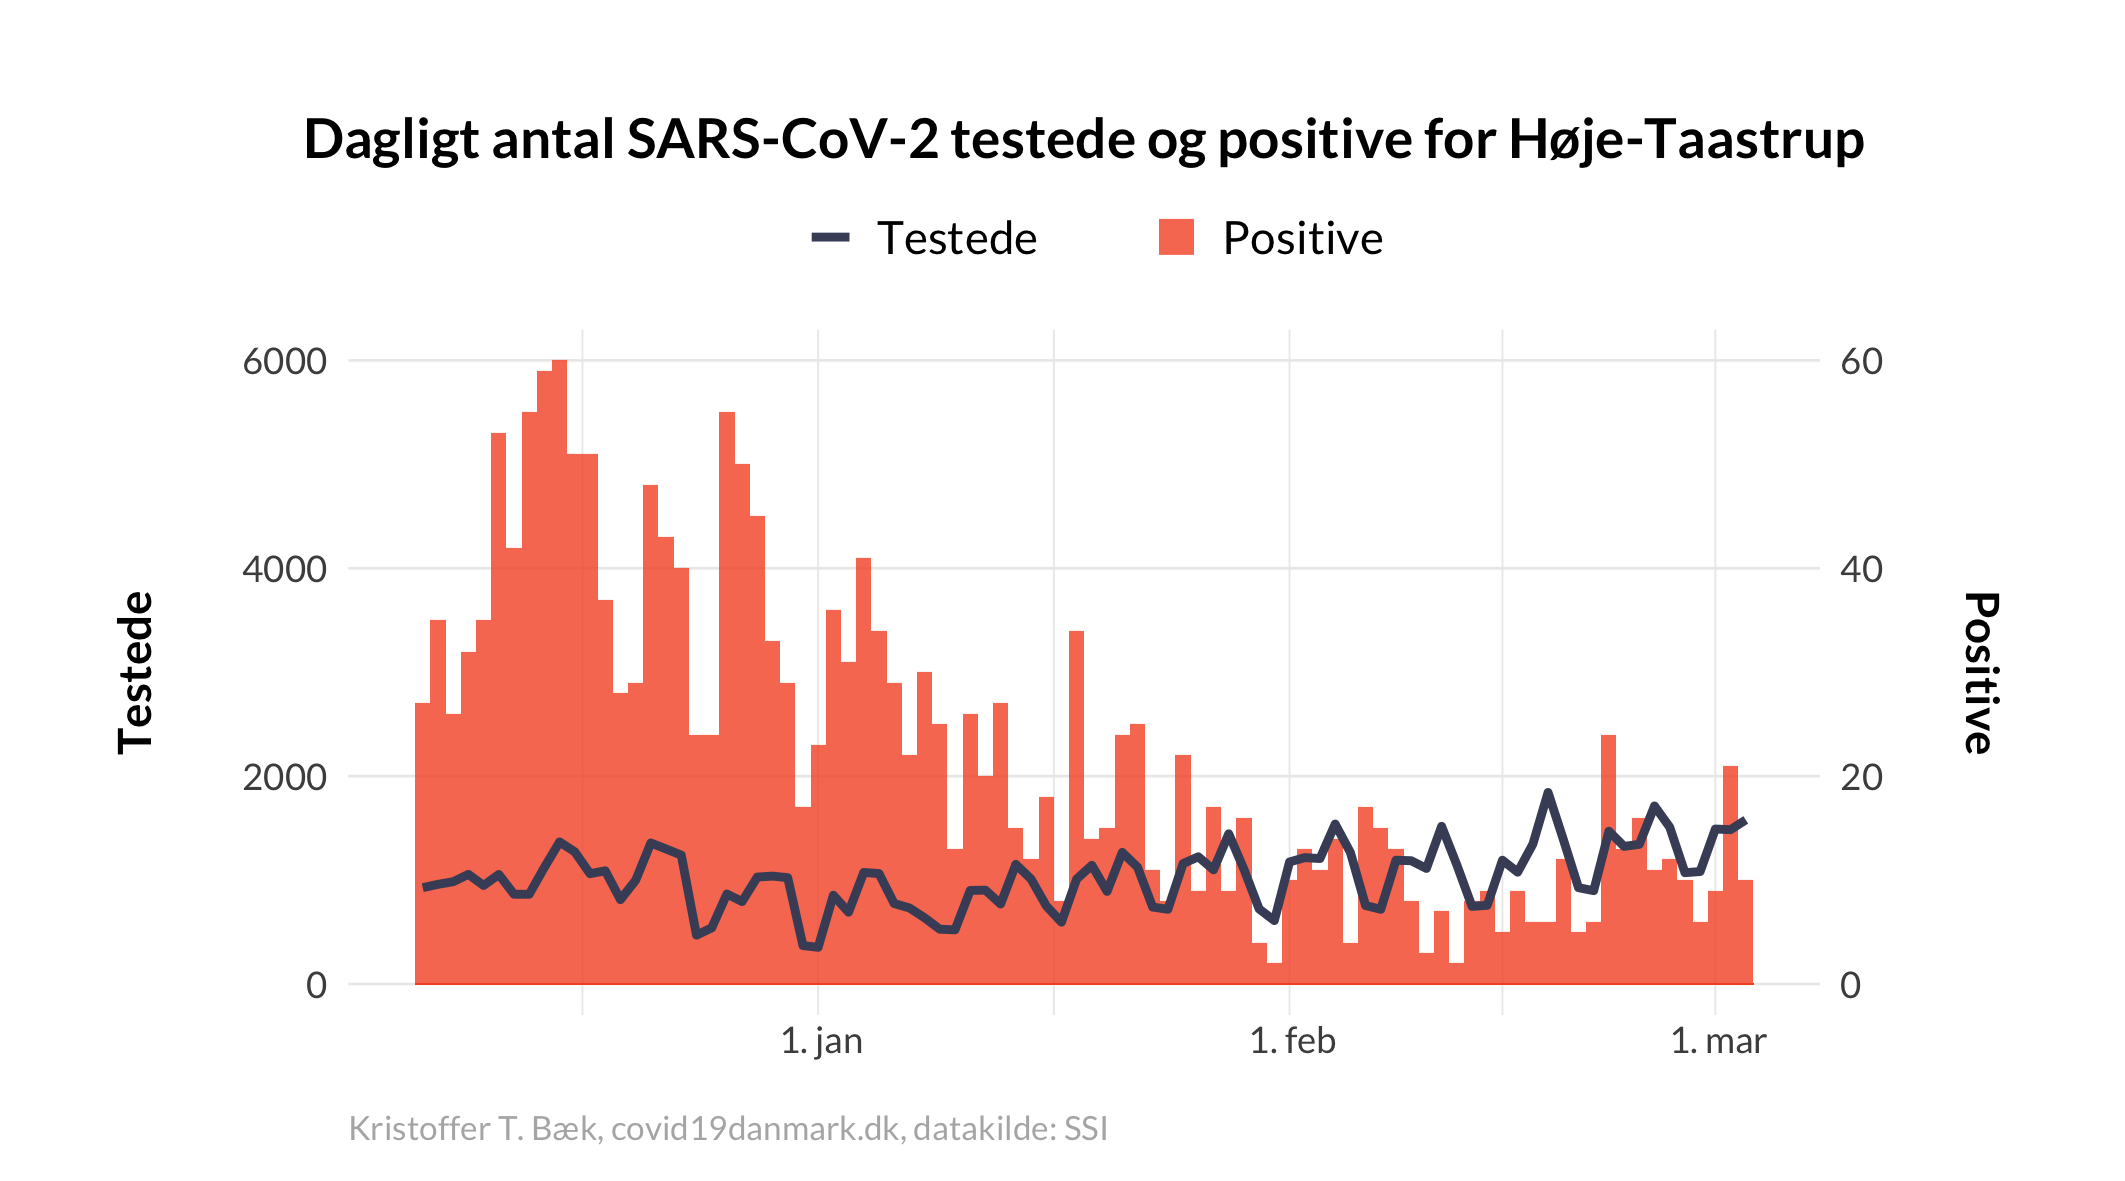 Dagligt antal SARS-CoV-2 testede og positive for Høje-Taastrup
Testede
Positive
6000
4000
2000
0
60
40
20
0
Testede
Positive
1. jan
1. feb
1. mar
Kristoffer T. Bæk, covid19danmark.dk, datakilde: SSI